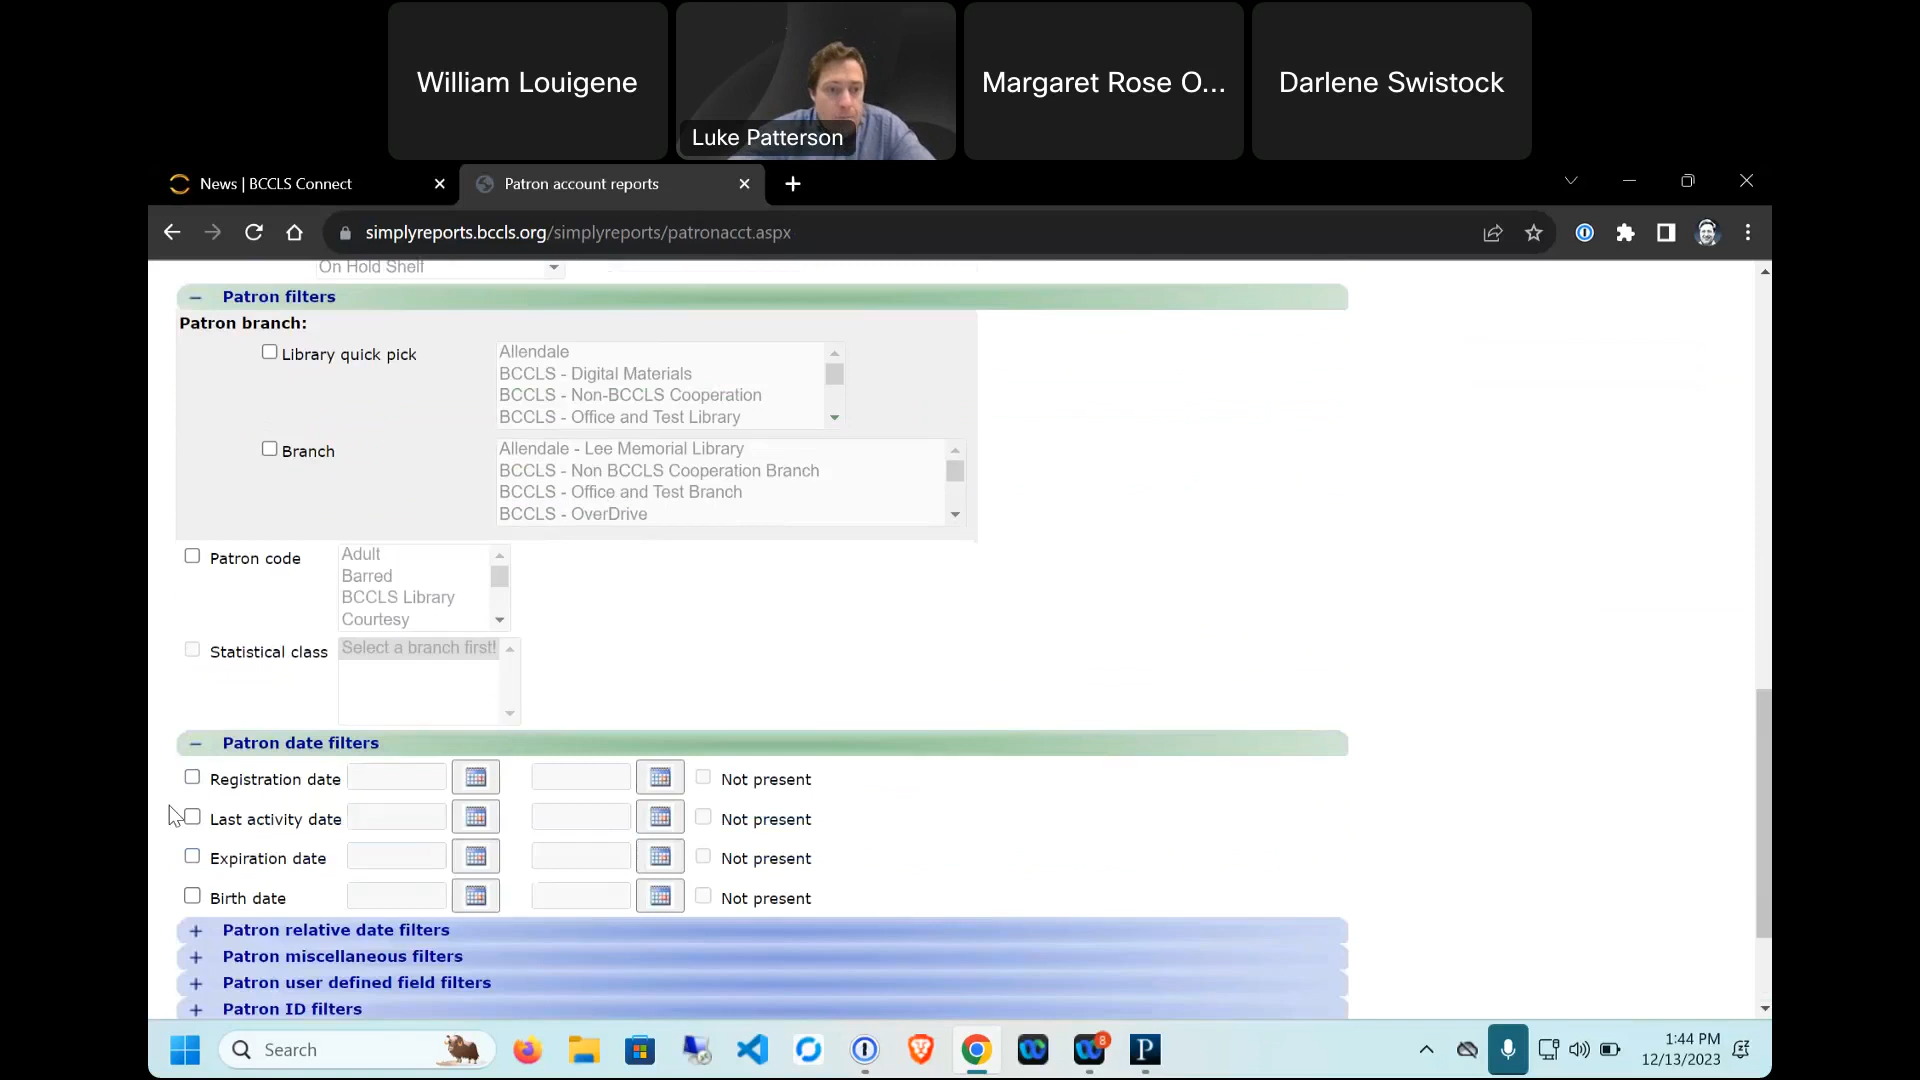 William Louigene
Luke Patterson
Margaret Rose O...
Darlene Swistock
News | BCCLS Connect
Patron account reports
simplyreports.bccls.org/simplyreports/patronacct.aspx
On Hold Shelf
Patron filters
Patron branch:
Library quick pick
Allendale
BCCLS - Digital Materials
BCCLS - Non-BCCLS Cooperation
BCCLS - Office and Test Library
Branch
Allendale - Lee Memorial Library
BCCLS - Non BCCLS Cooperation Branch
BCCLS - Office and Test Branch
BCCLS - OverDrive
Patron code
Adult
Barred
BCCLS Library
Courtesy
Statistical class
Select a branch first!
Patron date filters
Registration date
Not present
Last activity date
Not present
Expiration date
Not present
Birth date
Not present
Patron relative date filters
Patron miscellaneous filters
Patron user defined field filters
Patron ID filters
Search
8
P
1:44 PM
12/13/2023